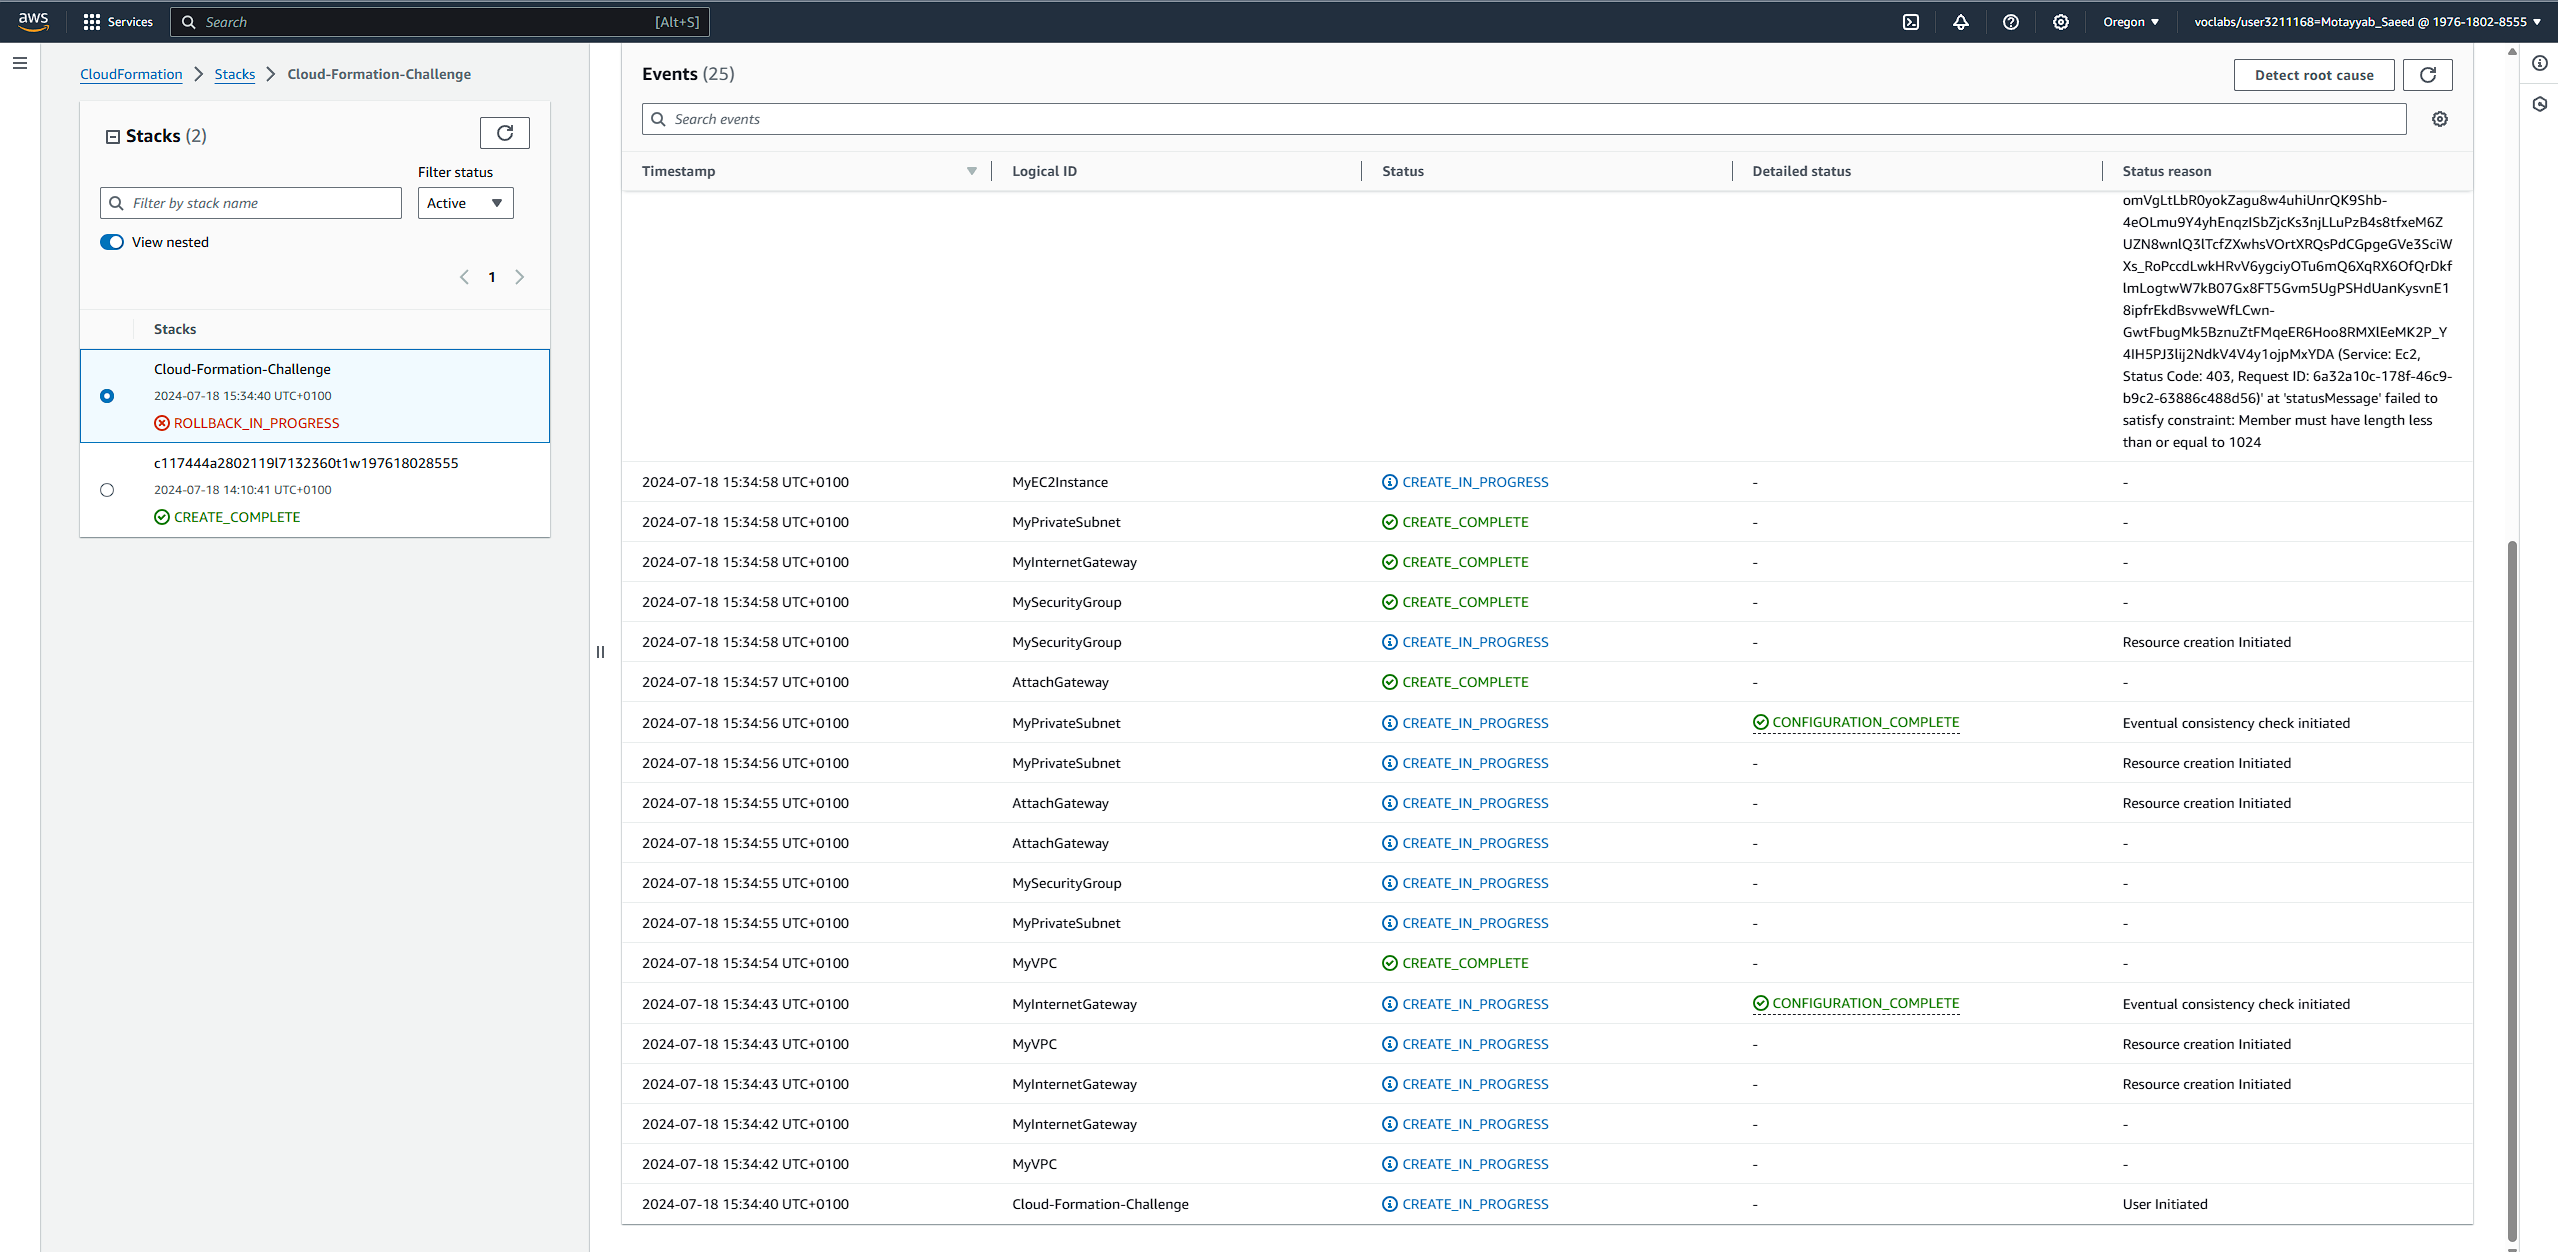 aws Services Search [Alt+S] Oregon ▼ voclabs/user3211168=Motayyab_Saeed @ 1976-1802-8555 ▼
CloudFormation > Stacks > Cloud-Formation-Challenge
Stacks (2)
Filter status
Filter by stack name
Active
View nested
1
Stacks
Cloud-Formation-Challenge
2024-07-18 15:34:40 UTC+0100
ROLLBACK_IN_PROGRESS
c117444a2802119l7132360t1w197618028555
2024-07-18 14:10:41 UTC+0100
CREATE_COMPLETE
Events (25)
Detect root cause
Search events
Timestamp Logical ID Status Detailed status Status reason
omVgLtLbR0yokZagu8w4uhiUnrQK9Shb-
4eOLmu9Y4yhEnqzISbZjcKs3njLLuPzB4s8tfxeM6Z
UZN8wnlQ3lTcfZXwhsVOrtXRQsPdCGpgeGVe3SciW
Xs_RoPccdLwkHRvV6ygciyOTu6mQ6XqRX6OfQrDkf
lmLogtwW7kB07Gx8FT5Gvm5UgPSHdUanKysvnE1
8ipfrEkdBsvweWfLCwn-
GwtFbugMk5BznuZtFMqeER6Hoo8RMXlEeMK2P_Y
4IH5PJ3lij2NdkV4V4y1ojpMxYDA (Service: Ec2,
Status Code: 403, Request ID: 6a32a10c-178f-46c9-
b9c2-63886c488d56)' at 'statusMessage' failed to
satisfy constraint: Member must have length less
than or equal to 1024
2024-07-18 15:34:58 UTC+0100 MyEC2Instance CREATE_IN_PROGRESS - -
2024-07-18 15:34:58 UTC+0100 MyPrivateSubnet CREATE_COMPLETE - -
2024-07-18 15:34:58 UTC+0100 MyInternetGateway CREATE_COMPLETE - -
2024-07-18 15:34:58 UTC+0100 MySecurityGroup CREATE_COMPLETE - -
2024-07-18 15:34:58 UTC+0100 MySecurityGroup CREATE_IN_PROGRESS - Resource creation Initiated
2024-07-18 15:34:57 UTC+0100 AttachGateway CREATE_COMPLETE - -
2024-07-18 15:34:56 UTC+0100 MyPrivateSubnet CREATE_IN_PROGRESS CONFIGURATION_COMPLETE Eventual consistency check initiated
2024-07-18 15:34:56 UTC+0100 MyPrivateSubnet CREATE_IN_PROGRESS - Resource creation Initiated
2024-07-18 15:34:55 UTC+0100 AttachGateway CREATE_IN_PROGRESS - Resource creation Initiated
2024-07-18 15:34:55 UTC+0100 AttachGateway CREATE_IN_PROGRESS - -
2024-07-18 15:34:55 UTC+0100 MySecurityGroup CREATE_IN_PROGRESS - -
2024-07-18 15:34:55 UTC+0100 MyPrivateSubnet CREATE_IN_PROGRESS - -
2024-07-18 15:34:54 UTC+0100 MyVPC CREATE_COMPLETE - -
2024-07-18 15:34:43 UTC+0100 MyInternetGateway CREATE_IN_PROGRESS CONFIGURATION_COMPLETE Eventual consistency check initiated
2024-07-18 15:34:43 UTC+0100 MyVPC CREATE_IN_PROGRESS - Resource creation Initiated
2024-07-18 15:34:43 UTC+0100 MyInternetGateway CREATE_IN_PROGRESS - Resource creation Initiated
2024-07-18 15:34:42 UTC+0100 MyInternetGateway CREATE_IN_PROGRESS - -
2024-07-18 15:34:42 UTC+0100 MyVPC CREATE_IN_PROGRESS - -
2024-07-18 15:34:40 UTC+0100 Cloud-Formation-Challenge CREATE_IN_PROGRESS - User Initiated